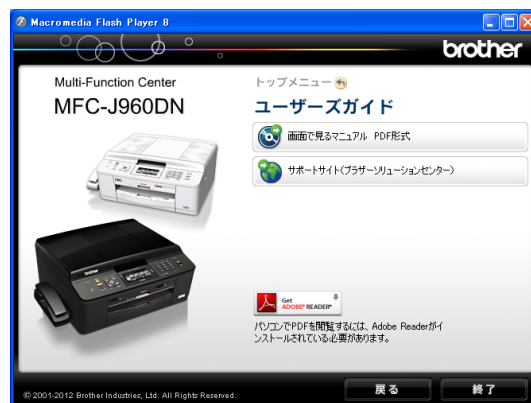 Macromedia Flash Player 8
brother
Multi-Function Center
MFC-J960DN
トップメニュー
ユーザーズガイド
画面で見るマニュアル PDF形式
サポートサイト(ブラザーソリューションセンター)
brother
Get
ADOBE® READER®
パソコンでPDFを閲覧するには、Adobe Readerがイ
ンストールされている必要があります。
戻る
終了
© 2001-2012 Brother Industries, Ltd. All Rights Reserved.